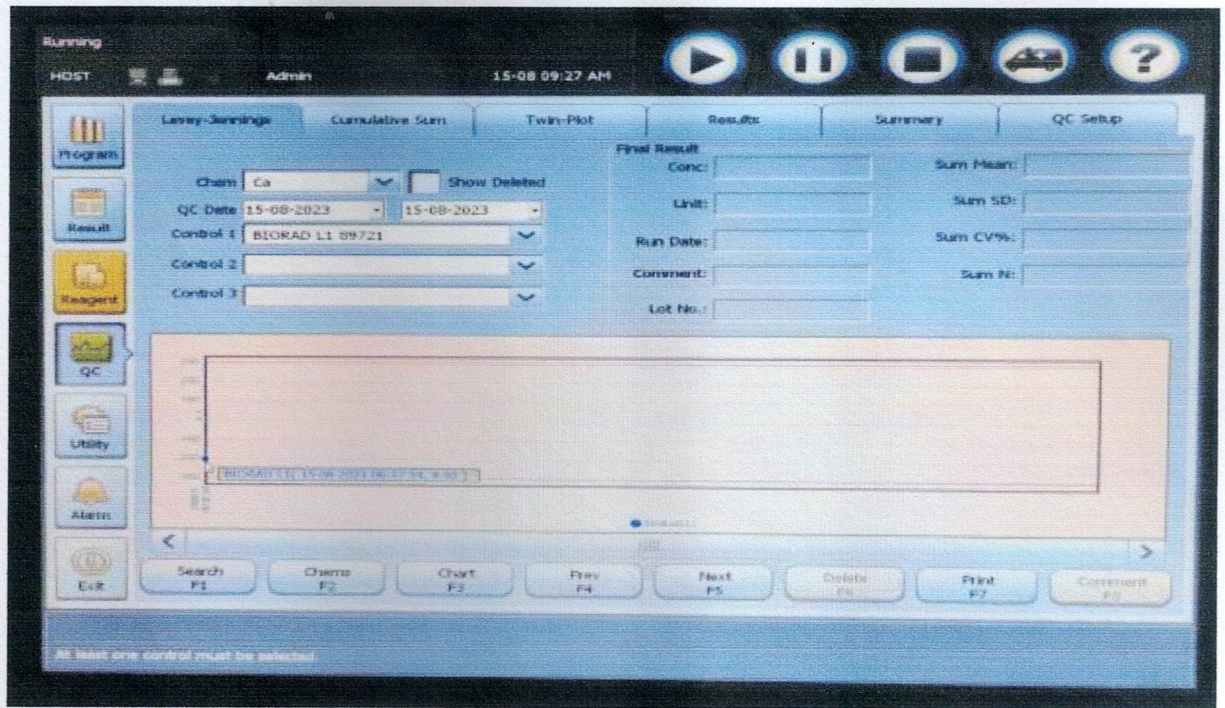 Running
HOST Admin 15-08 09:27 AM
Levey-Jennings Cumulative Sum Twin-Plot Results Summary QC Setup
Program
Result
Reagent
QC
Utility
Alarm
Exit
Chem Ca Show Deleted
QC Date 15-08-2023 15-08-2023
Control 1 BIORAD L1 89721
Control 2
Control 3
Final Result
Conc:
Unit:
Run Date:
Comment:
Lot No.:
Sum Mean:
Sum SD:
Sum CV%:
Sum N:
Search F1
Chems F2
Chart F3
Prev F4
Next F5
Delete F6
Print F7
Comment F8
At least one control must be selected